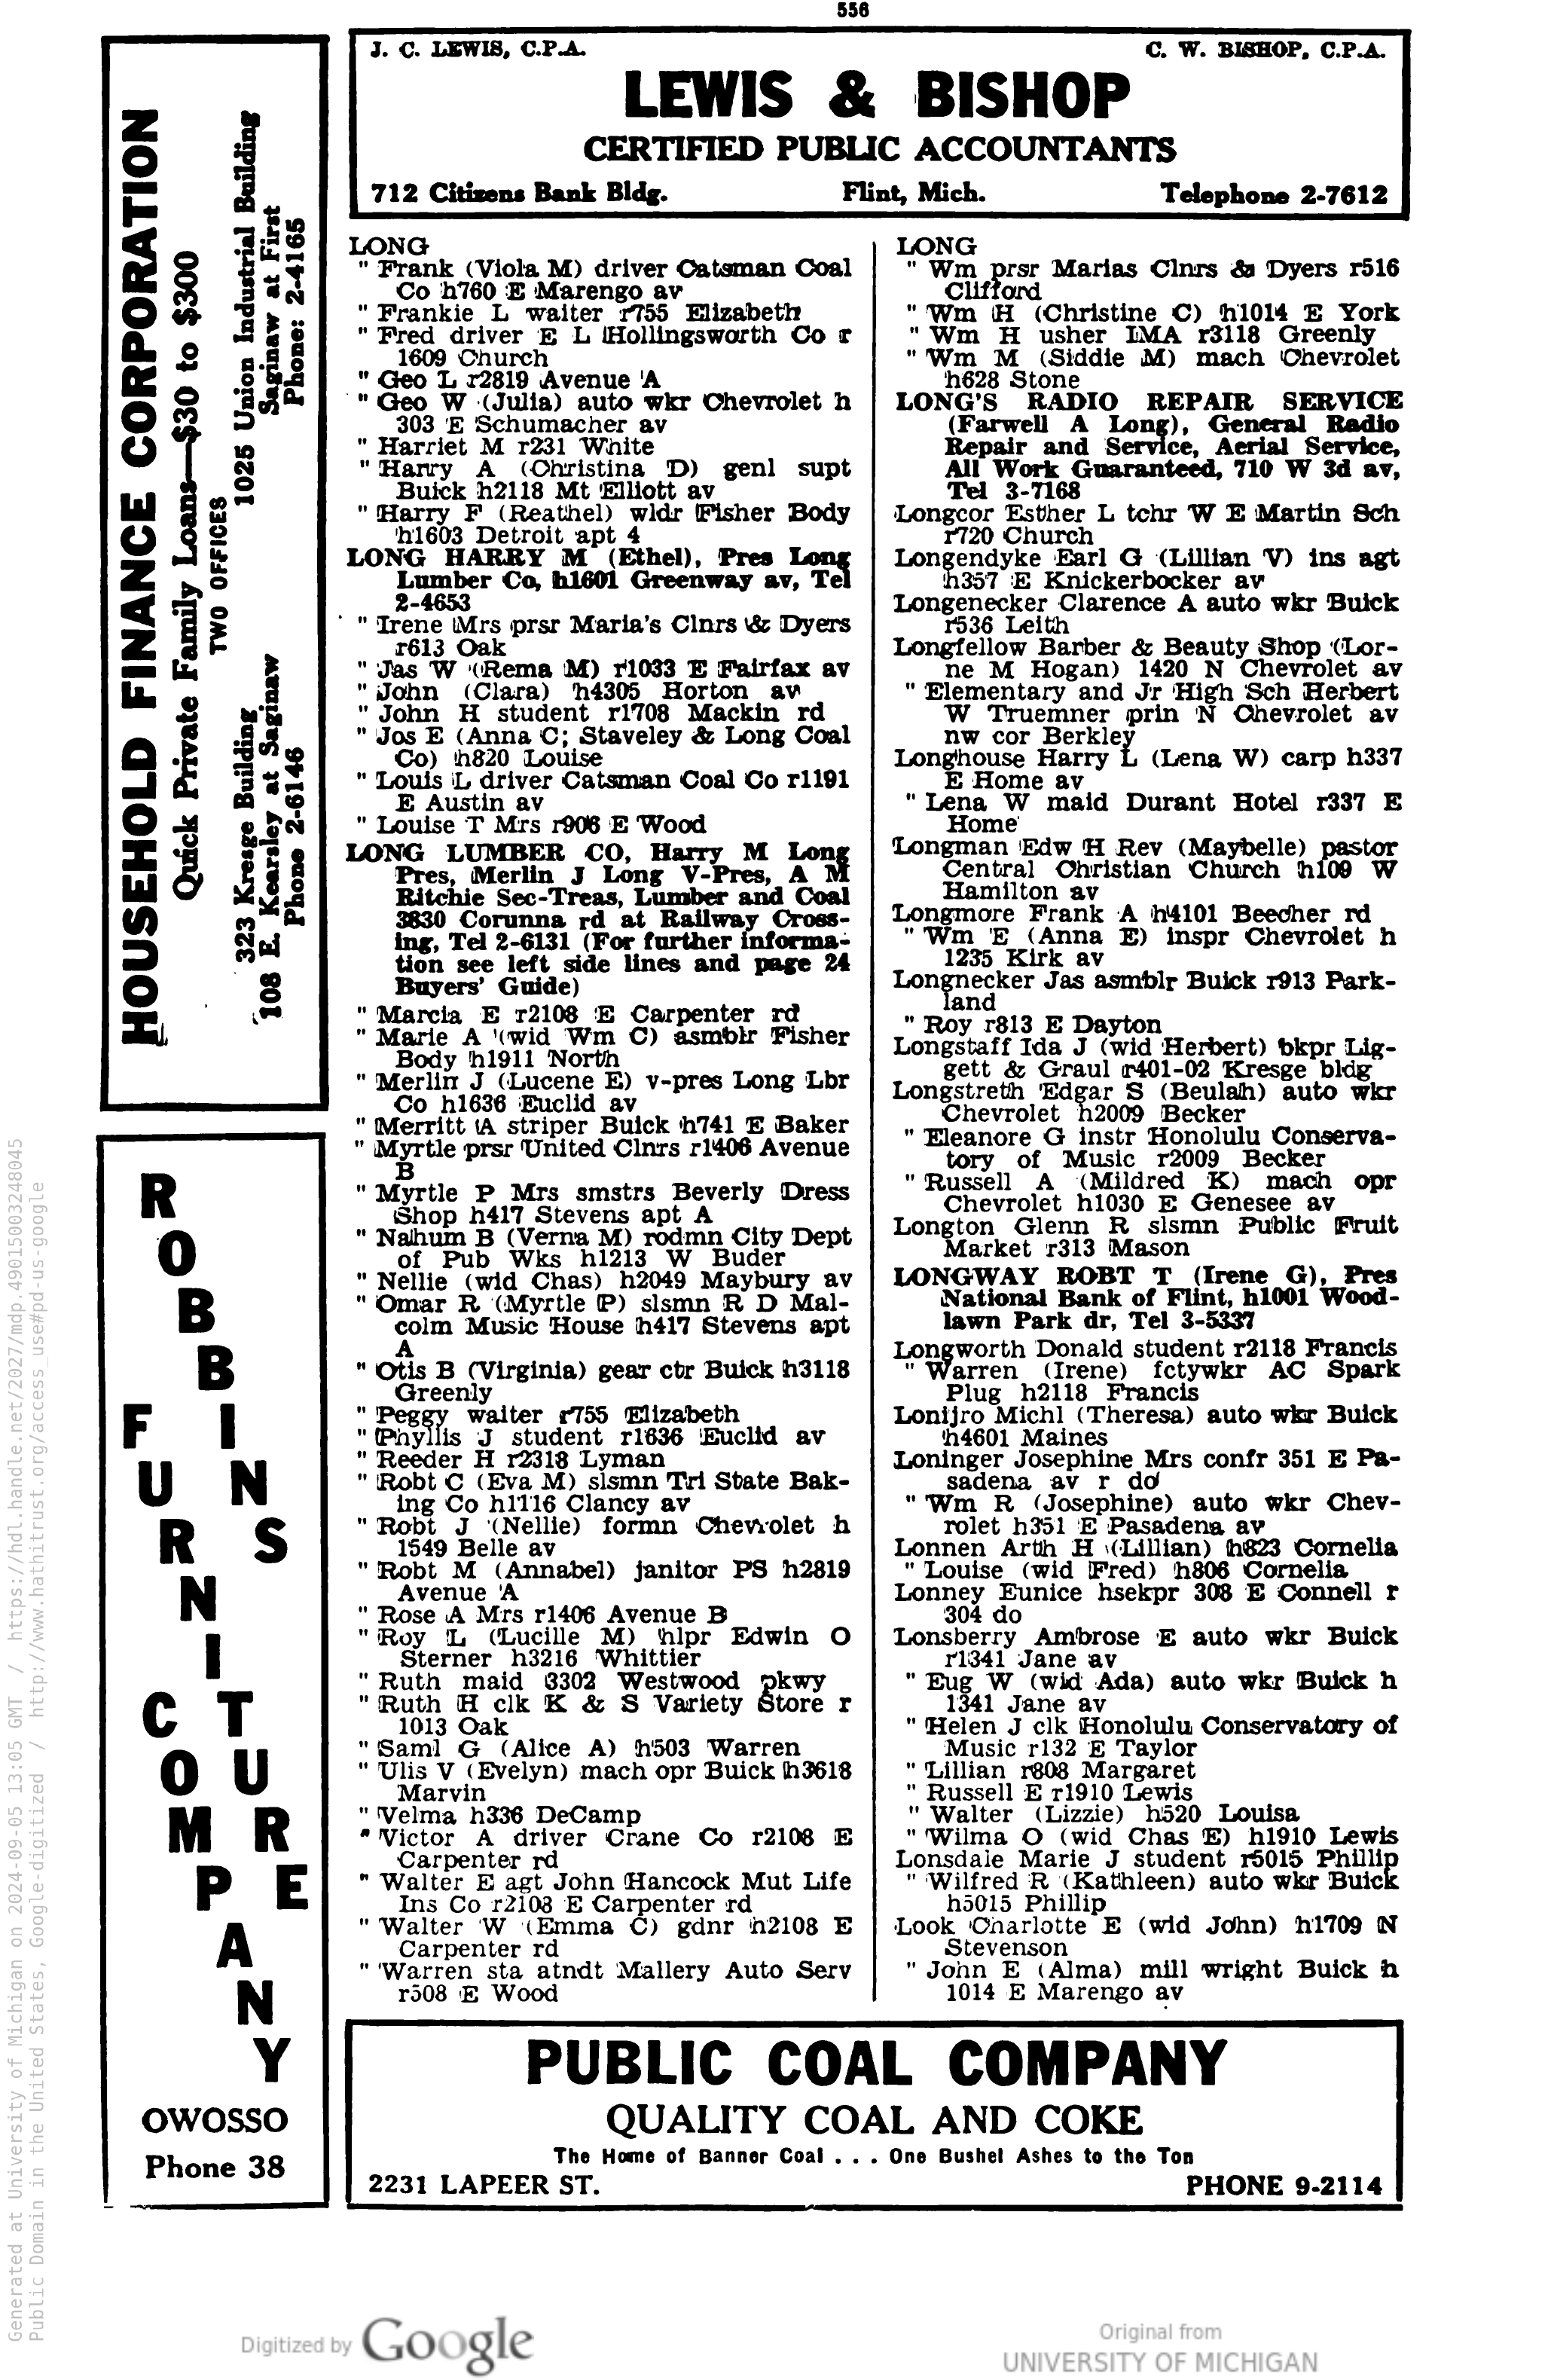 556
J. C. LEWIS, C.P.A. C. W. BISHOP, C.P.A.
LEWIS & BISHOP
CERTIFIED PUBLIC ACCOUNTANTS
712 Citizens Bank Bldg. Flint, Mich. Telephone 2-7612
HOUSEHOLD FINANCE CORPORATION
Quick Private Family Loans—$30 to $300
TWO OFFICES
323 Kresge Building 1025 Union Industrial Building
108 E. Kearsley at Saginaw Saginaw at First
Phone 2-6146 Phone: 2-4165
ROBBINS
FURNITURE
COMPANY
OWOSSO
Phone 38
LONG
" Frank (Viola M) driver Catsman Coal
Co h760 E Marengo av
" Frankie L waiter r755 Elizabeth
" Fred driver E L Hollingsworth Co r
1609 Church
" Geo L r2819 Avenue A
" Geo W (Julia) auto wkr Chevrolet h
303 E Schumacher av
" Harriet M r231 White
" Harry A (Christina D) genl supt
Buick h2118 Mt Elliott av
" Harry F (Reathel) wldr Fisher Body
h1603 Detroit apt 4
LONG HARRY M (Ethel), Pres Long
Lumber Co, h1601 Greenway av, Tel
2-4653
" Irene Mrs prsr Maria's Clnrs & Dyers
r613 Oak
" Jas W (Rema M) r1033 E Fairfax av
" John (Clara) h4305 Horton av
" John H student r1708 Mackin rd
" Jos E (Anna C; Staveley & Long Coal
Co) h820 Louise
" Louis L driver Catsman Coal Co r1191
E Austin av
" Louise T Mrs r906 E Wood
LONG LUMBER CO, Harry M Long
Pres, Merlin J Long V-Pres, A M
Ritchie Sec-Treas, Lumber and Coal
3830 Corunna rd at Railway Cross-
ing, Tel 2-6131 (For further informa-
tion see left side lines and page 24
Buyers' Guide)
" Marcia E r2108 E Carpenter rd
" Marie A (wid Wm C) asmblr Fisher
Body h1911 North
" Merlin J (Lucene E) v-pres Long Lbr
Co h1636 Euclid av
" Merritt A striper Buick h741 E Baker
" Myrtle prsr United Clnrs r1406 Avenue
B
" Myrtle P Mrs smstrs Beverly Dress
Shop h417 Stevens apt A
" Nahum B (Verna M) rodmn City Dept
of Pub Wks h1213 W Buder
" Nellie (wid Chas) h2049 Maybury av
" Omar R (Myrtle P) slsmn R D Mal-
colm Music House h417 Stevens apt
A
" Otis B (Virginia) gear ctr Buick h3118
Greenly
" Peggy waiter r755 Elizabeth
" Phyllis J student r1636 Euclid av
" Reeder H r2318 Lyman
" Robt C (Eva M) slsmn Tri State Bak-
ing Co h1116 Clancy av
" Robt J (Nellie) formn Chevrolet h
1549 Belle av
" Robt M (Annabel) janitor PS h2819
Avenue A
" Rose A Mrs r1406 Avenue B
" Roy L (Lucille M) hlpr Edwin O
Sterner h3216 Whittier
" Ruth maid 3302 Westwood pkwy
" Ruth H clk K & S Variety Store r
1013 Oak
" Saml G (Alice A) h503 Warren
" Ulis V (Evelyn) mach opr Buick h3618
Marvin
" Velma h336 DeCamp
" Victor A driver Crane Co r2108 E
Carpenter rd
" Walter E agt John Hancock Mut Life
Ins Co r2108 E Carpenter rd
" Walter W (Emma C) gdnr h2108 E
Carpenter rd
" Warren sta atndt Mallery Auto Serv
r508 E Wood
LONG
" Wm prsr Marias Clnrs & Dyers r516
Clifford
" Wm H (Christine C) h1014 E York
" Wm H usher IMA r3118 Greenly
" Wm M (Siddie M) mach Chevrolet
h628 Stone
LONG'S RADIO REPAIR SERVICE
(Farwell A Long), General Radio
Repair and Service, Aerial Service,
All Work Guaranteed, 710 W 3d av,
Tel 3-7168
Longcor Esther L tchr W E Martin Sch
r720 Church
Longendyke Earl G (Lillian V) ins agt
h357 E Knickerbocker av
Longenecker Clarence A auto wkr Buick
r536 Leith
Longfellow Barber & Beauty Shop (Lor-
ne M Hogan) 1420 N Chevrolet av
" Elementary and Jr High Sch Herbert
W Truemner prin N Chevrolet av
nw cor Berkley
Longhouse Harry L (Lena W) carp h337
E Home av
" Lena W maid Durant Hotel r337 E
Home
Longman Edw H Rev (Maybelle) pastor
Central Christian Church h109 W
Hamilton av
Longmore Frank A h4101 Beecher rd
" Wm E (Anna E) inspr Chevrolet h
1235 Kirk av
Longnecker Jas asmblr Buick r913 Park-
land
" Roy r813 E Dayton
Longstaff Ida J (wid Herbert) bkpr Lig-
gett & Graul r401-02 Kresge bldg
Longstreth Edgar S (Beulah) auto wkr
Chevrolet h2009 Becker
" Eleanore G instr Honolulu Conserva-
tory of Music r2009 Becker
" Russell A (Mildred K) mach opr
Chevrolet h1030 E Genesee av
Longton Glenn R slsmn Public Fruit
Market r313 Mason
LONGWAY ROBT T (Irene G), Pres
National Bank of Flint, h1001 Wood-
lawn Park dr, Tel 3-5337
Longworth Donald student r2118 Francis
" Warren (Irene) fctywkr AC Spark
Plug h2118 Francis
Lonijro Michl (Theresa) auto wkr Buick
h4601 Maines
Loninger Josephine Mrs confr 351 E Pa-
sadena av r do
" Wm R (Josephine) auto wkr Chev-
rolet h351 E Pasadena av
Lonnen Arth H (Lillian) h823 Cornelia
" Louise (wid Fred) h806 Cornelia
Lonney Eunice hsekpr 308 E Connell r
304 do
Lonsberry Ambrose E auto wkr Buick
r1341 Jane av
" Eug W (wid Ada) auto wkr Buick h
1341 Jane av
" Helen J clk Honolulu Conservatory of
Music r132 E Taylor
" Lillian r808 Margaret
" Russell E r1910 Lewis
" Walter (Lizzie) h520 Louisa
" Wilma O (wid Chas E) h1910 Lewis
Lonsdale Marie J student r5015 Phillip
" Wilfred R (Kathleen) auto wkr Buick
h5015 Phillip
Look Charlotte E (wid John) h1709 N
Stevenson
" John E (Alma) mill wright Buick h
1014 E Marengo av
PUBLIC COAL COMPANY
QUALITY COAL AND COKE
The Home of Banner Coal . . . One Bushel Ashes to the Ton
2231 LAPEER ST. PHONE 9-2114
Generated at University of Michigan on 2024-09-05 13:05 GMT / https://hdl.handle.net/2027/mdp.49015003248045
Public Domain in the United States, Google-digitized / http://www.hathitrust.org/access_use#pd-us-google
Digitized by Google
Original from
UNIVERSITY OF MICHIGAN